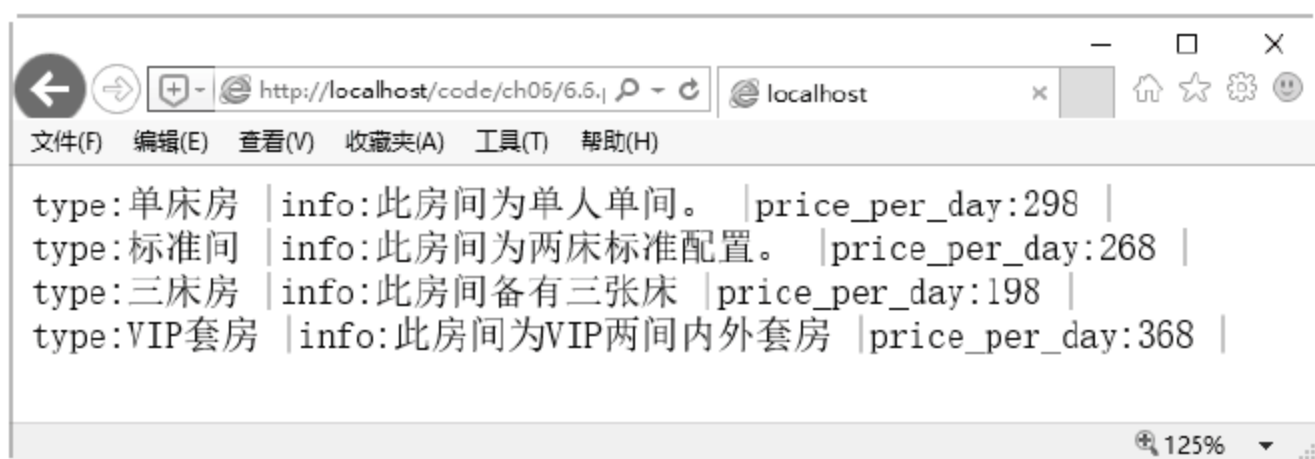 http://localhost/code/ch06/6.6.
localhost
文件(F) 编辑(E) 查看(V) 收藏夹(A) 工具(T) 帮助(H)
type:单床房 |info:此房间为单人单间。 |price_per_day:298 |
type:标准间 |info:此房间为两床标准配置。 |price_per_day:268 |
type:三床房 |info:此房间备有三张床 |price_per_day:198 |
type:VIP套房 |info:此房间为VIP两间内外套房 |price_per_day:368 |
125%